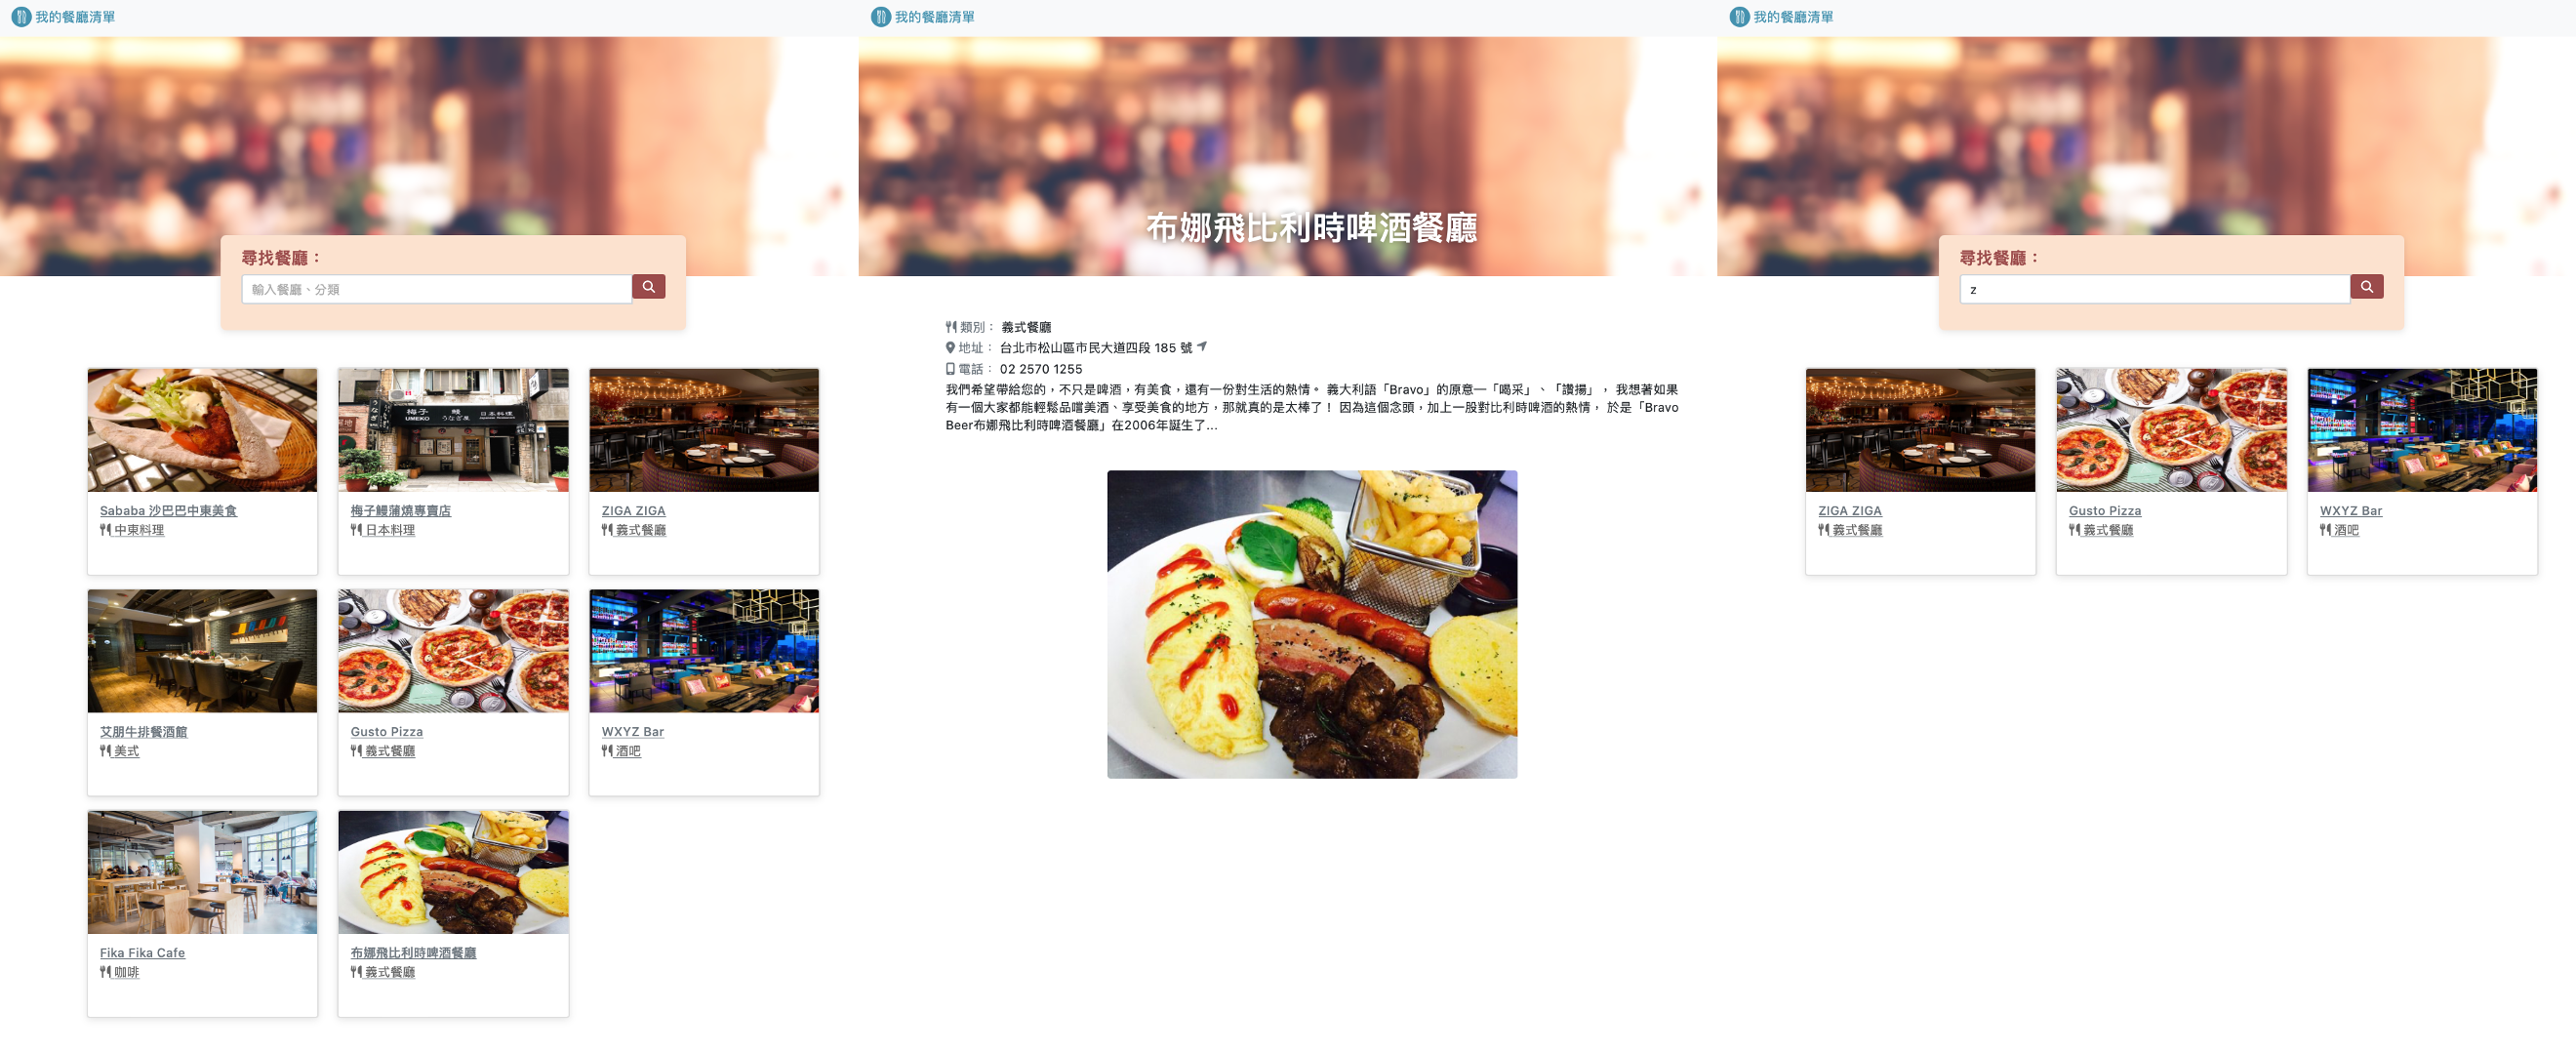 我的餐廳清單
尋找餐廳：
輸入餐廳、分類
梅子 鰻 日本料理
UMEKO うなぎ屋
Sababa 沙巴巴中東美食
中東料理
梅子鰻蒲燒專賣店
日本料理
ZIGA ZIGA
義式餐廳
艾朋牛排餐酒館
美式
Gusto Pizza
義式餐廳
WXYZ Bar
酒吧
Fika Fika Cafe
咖啡
布娜飛比利時啤酒餐廳
義式餐廳
我的餐廳清單
布娜飛比利時啤酒餐廳
類別： 義式餐廳
地址： 台北市松山區市民大道四段 185 號
電話： 02 2570 1255
我們希望帶給您的，不只是啤酒，有美食，還有一份對生活的熱情。 義大利語「Bravo」的原意—「喝采」、「讚揚」， 我想著如果
有一個大家都能輕鬆品嚐美酒、享受美食的地方，那就真的是太棒了！ 因為這個念頭，加上一股對比利時啤酒的熱情， 於是「Bravo
Beer布娜飛比利時啤酒餐廳」在2006年誕生了...
我的餐廳清單
尋找餐廳：
z
ZIGA ZIGA
義式餐廳
Gusto Pizza
義式餐廳
WXYZ Bar
酒吧